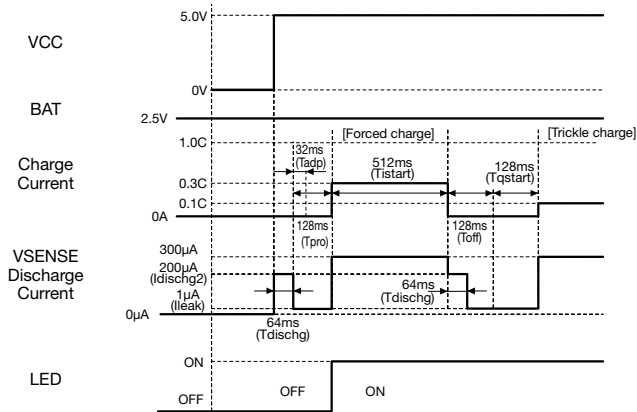 5.0V
VCC
0V
BAT
2.5V
[Forced charge]
[Trickle charge]
1.0C
32ms
(Tadp)
Charge
Current
512ms
(Tistart)
128ms
(Tqstart)
0.3C
0.1C
0A
128ms
(Tpro)
128ms
(Toff)
VSENSE
Discharge
Current
300µA
200µA
(Idischg2)
1µA
(Ileak)
0µA
64ms
(Tdischg)
64ms
(Tdischg)
LED
ON
OFF
OFF
ON